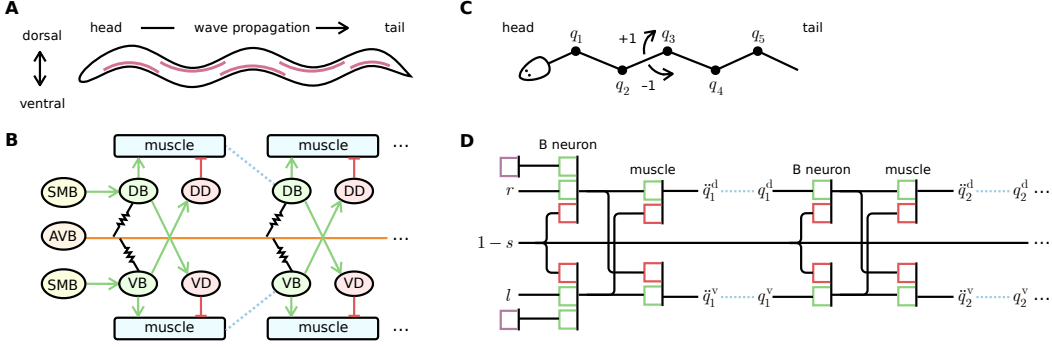 A
dorsal
ventral
head
wave propagation
tail
B
muscle
muscle
...
SMB
DB
DD
DB
DD
AVB
...
SMB
VB
VD
VB
VD
muscle
muscle
...
C
head
tail
q₁
+1
q₃
q₅
q₂
−1
q₄
D
B neuron
muscle
B neuron
muscle
r
q̈₁ᵈ
q₁ᵈ
q̈₂ᵈ
q₂ᵈ
...
1 − s
...
l
q̈₁ᵛ
q₁ᵛ
q̈₂ᵛ
q₂ᵛ
...